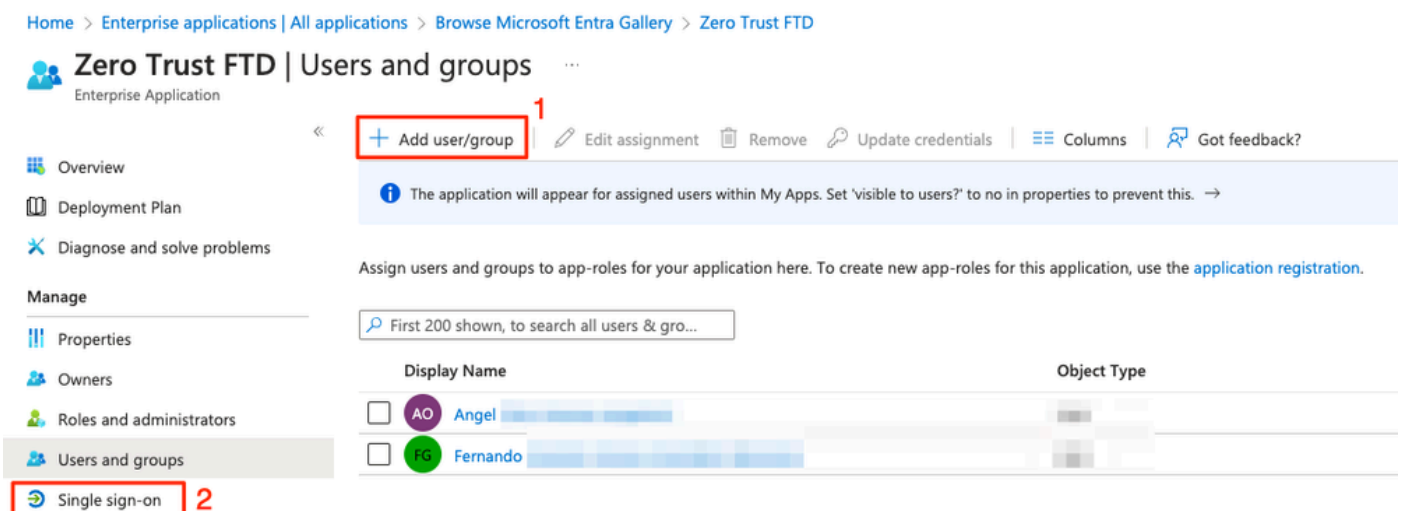 Home > Enterprise applications | All applications > Browse Microsoft Entra Gallery > Zero Trust FTD
Zero Trust FTD | Users and groups ...
Enterprise Application
1
«
+ Add user/group Edit assignment Remove Update credentials Columns Got feedback?
The application will appear for assigned users within My Apps. Set 'visible to users?' to no in properties to prevent this. →
Assign users and groups to app-roles for your application here. To create new app-roles for this application, use the application registration.
First 200 shown, to search all users & gro...
Display Name Object Type
AO Angel
FG Fernando
Overview
Deployment Plan
Diagnose and solve problems
Manage
Properties
Owners
Roles and administrators
Users and groups
Single sign-on 2